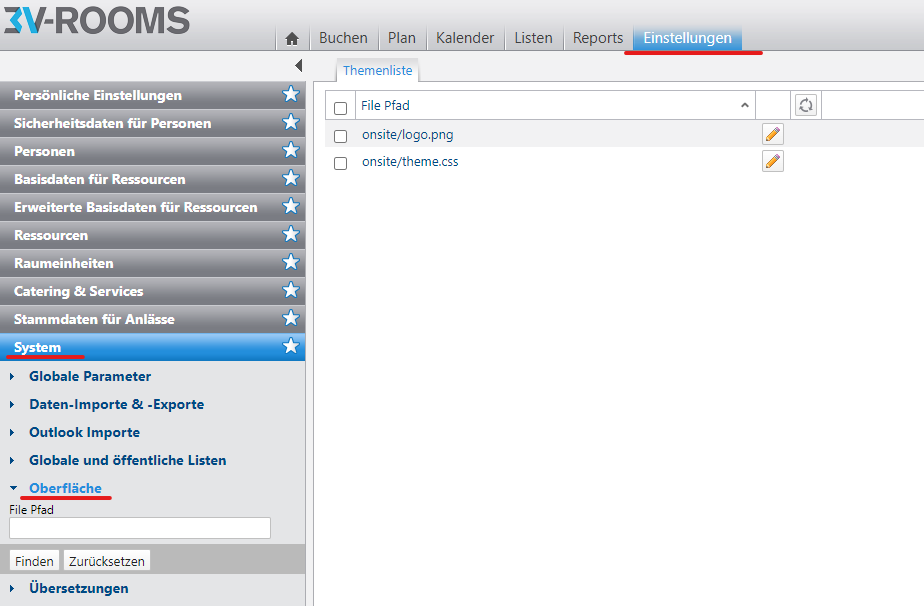 3V-ROOMS
Buchen Plan Kalender Listen Reports Einstellungen
Themenliste
Persönliche Einstellungen
Sicherheitsdaten für Personen
Personen
Basisdaten für Ressourcen
Erweiterte Basisdaten für Ressourcen
Ressourcen
Raumeinheiten
Catering & Services
Stammdaten für Anlässe
System
Globale Parameter
Daten-Importe & -Exporte
Outlook Importe
Globale und öffentliche Listen
Oberfläche
File Pfad
Finden Zurücksetzen
Übersetzungen
File Pfad
onsite/logo.png
onsite/theme.css